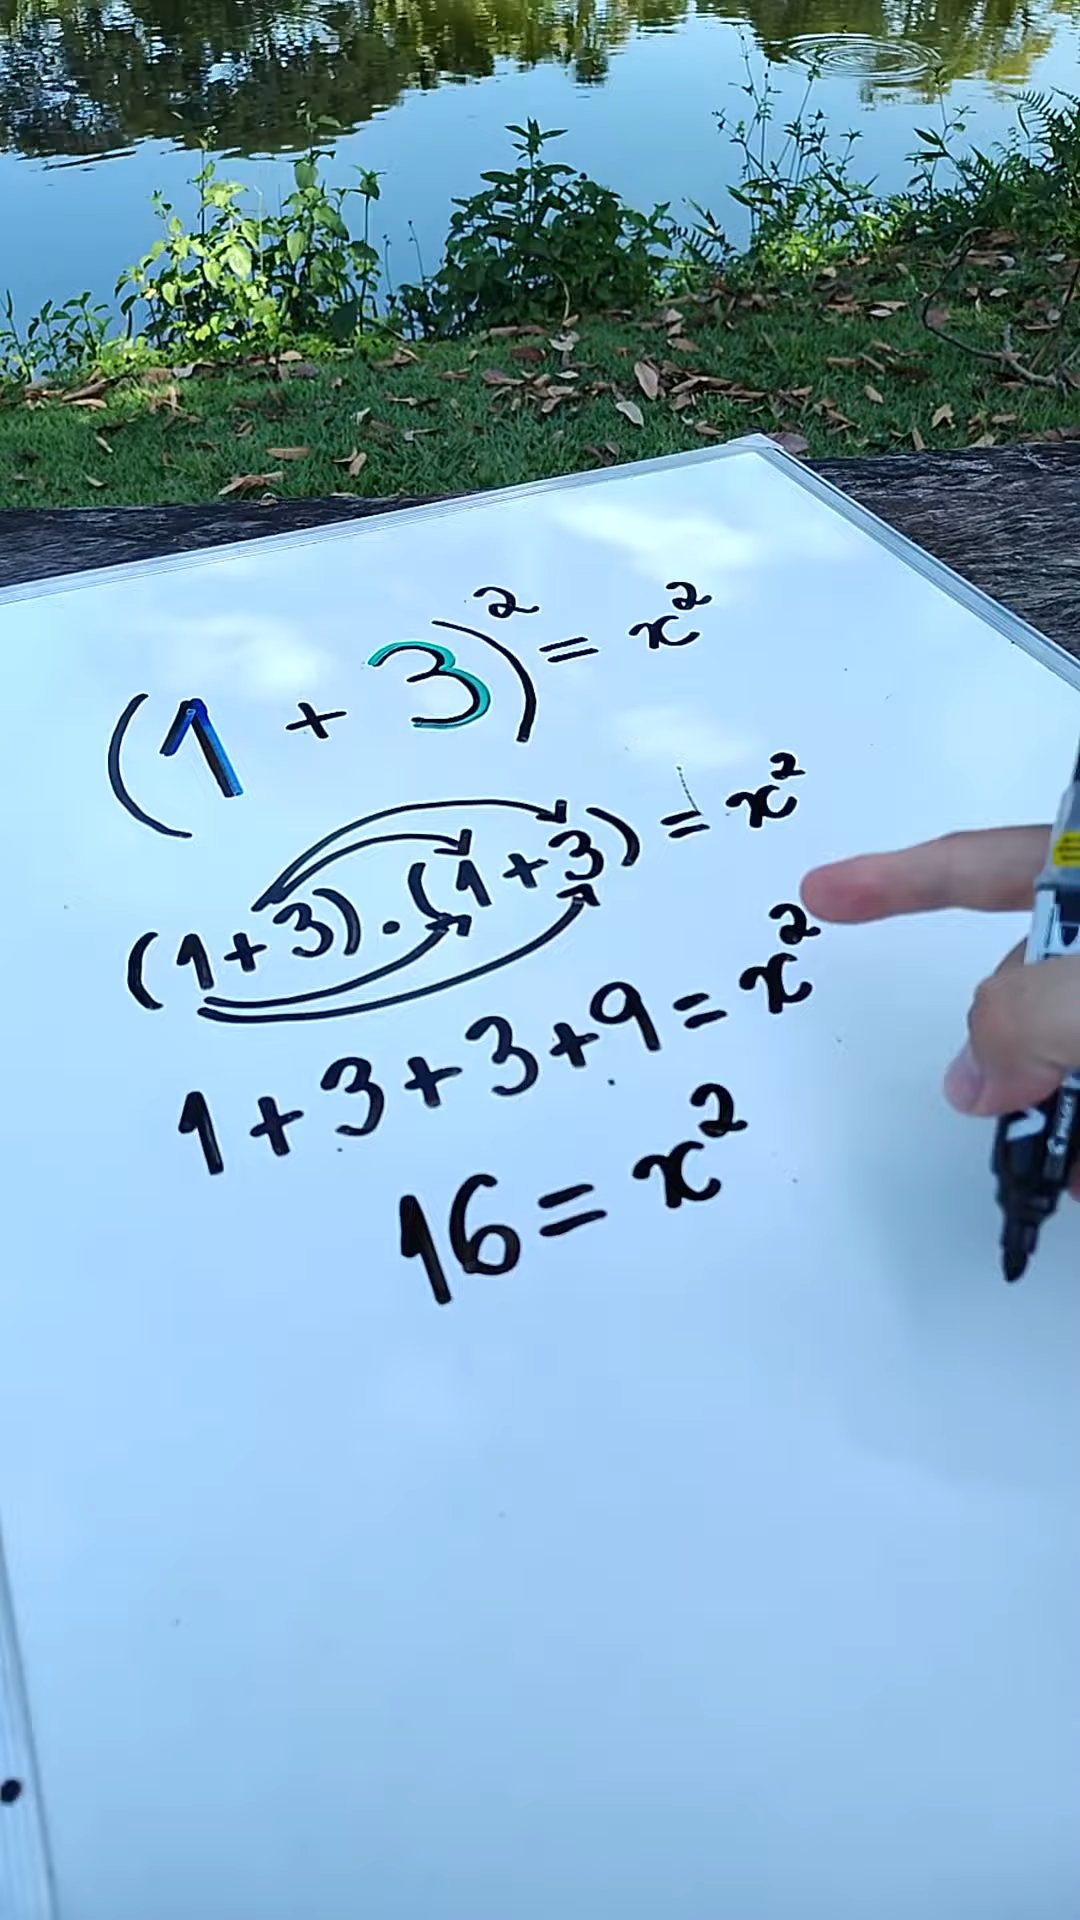 (1 + 3)² = x²
(1+3).(1+3) = x²
1+3+3+9 = x²
16 = x²